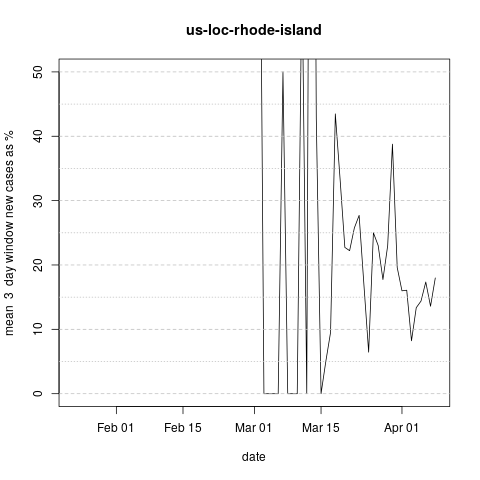 us-loc-rhode-island
mean 3 day window new cases as %
50
40
30
20
10
0
Feb 01 Feb 15 Mar 01 Mar 15 Apr 01
date